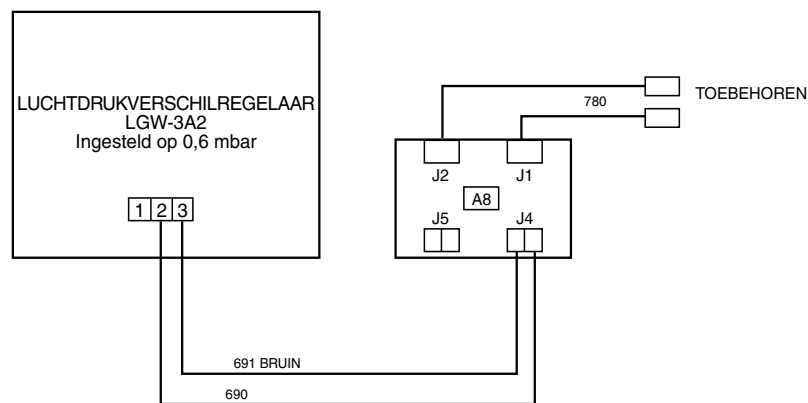 LUCHTDRUKVERSCHILREGELAAR
LGW-3A2
Ingesteld op 0,6 mbar
1 2 3
TOEBEHOREN
780
J2 J1
A8
J5 J4
691 BRUIN
690